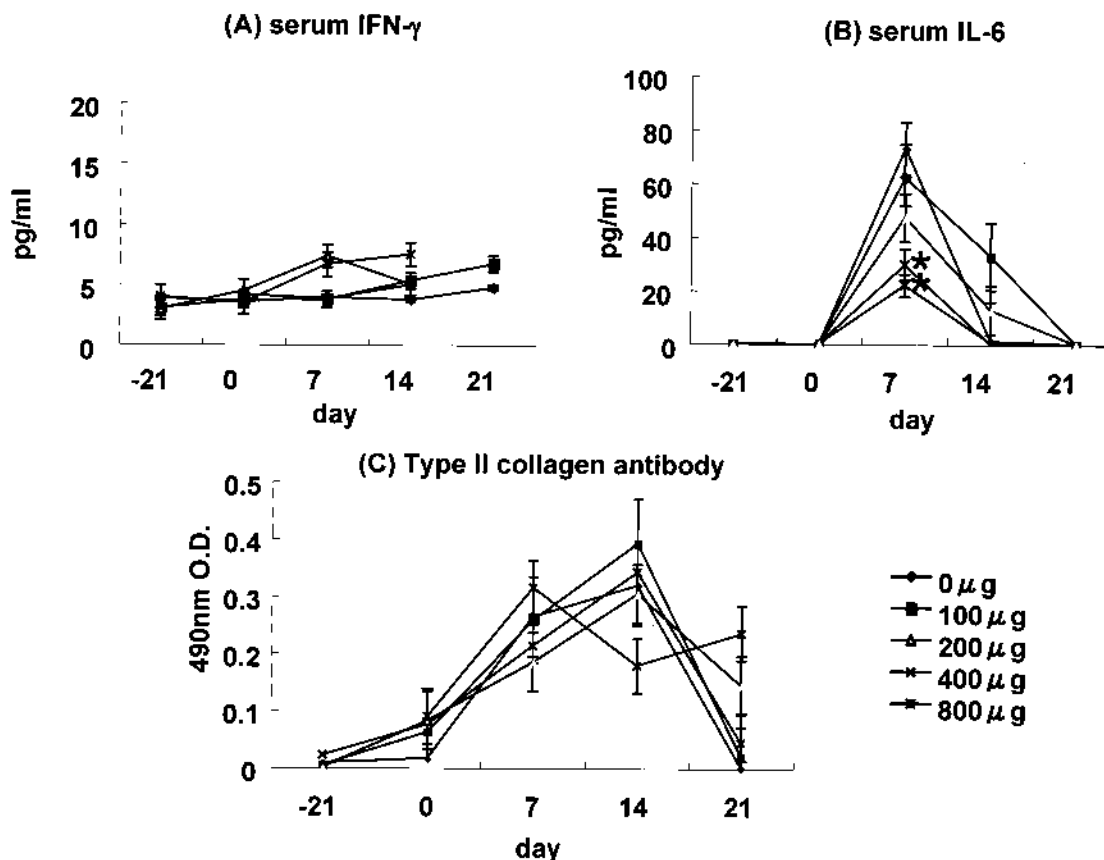 (A) serum IFN-γ
20
15
10
5
0
pg/ml
-21 0 7 14 21
day
(B) serum IL-6
100
80
60
40
20
0
pg/ml
-21 0 7 14 21
day
(C) Type II collagen antibody
0.5
0.4
0.3
0.2
0.1
0
490nm O.D.
-21 0 7 14 21
day
0 μg
100 μg
200 μg
400 μg
800 μg